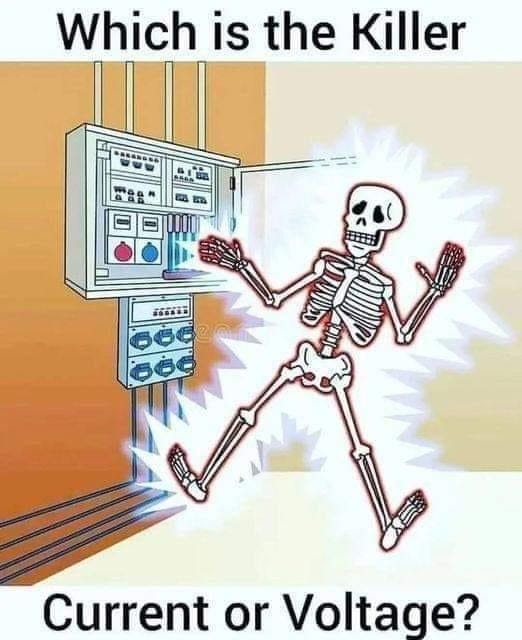 Which is the Killer
Current or Voltage?